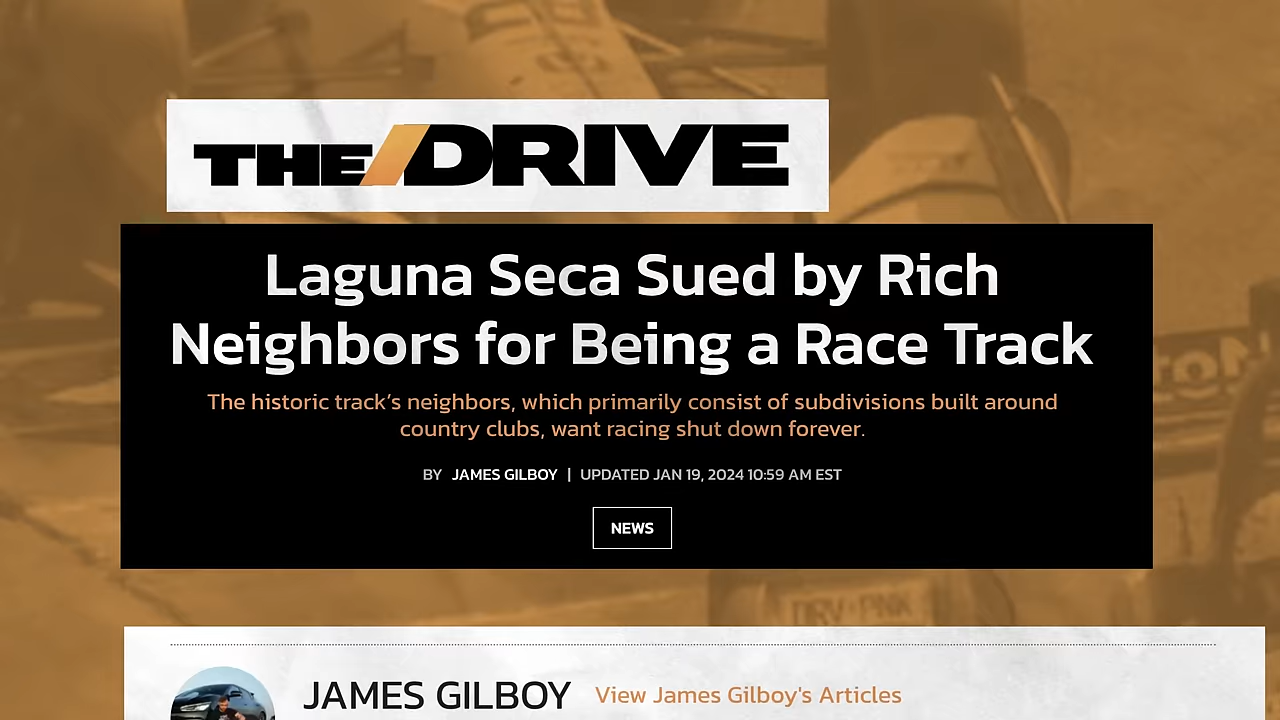 THE DRIVE
Laguna Seca Sued by Rich
Neighbors for Being a Race Track
The historic track’s neighbors, which primarily consist of subdivisions built around
country clubs, want racing shut down forever.
BY JAMES GILBOY | UPDATED JAN 19, 2024 10:59 AM EST
NEWS
JAMES GILBOY View James Gilboy's Articles